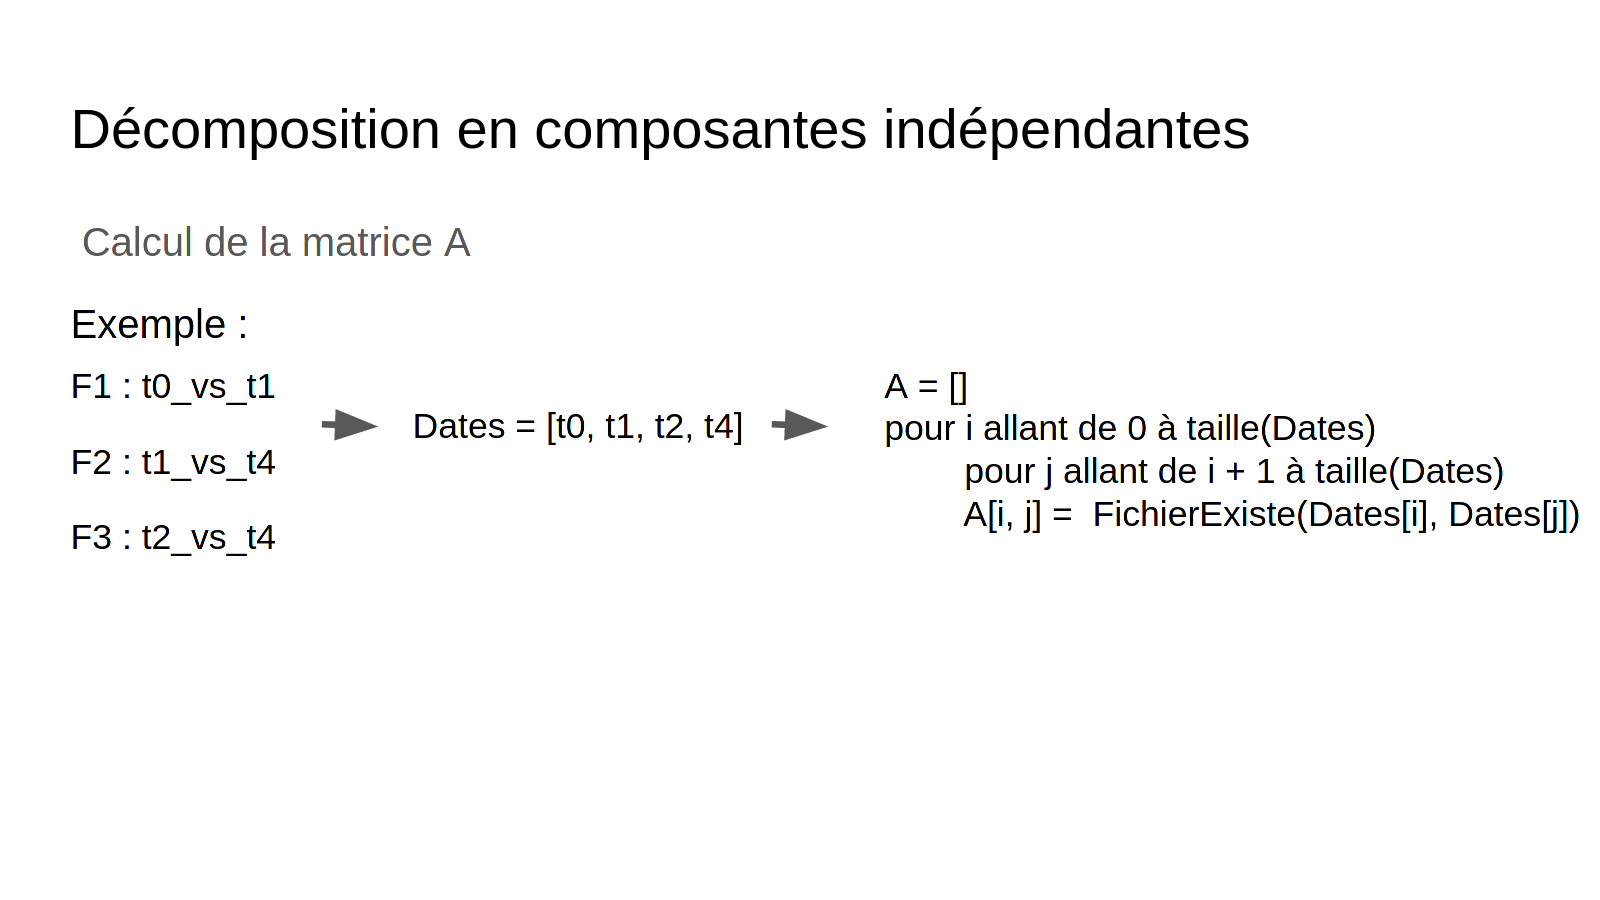 Décomposition en composantes indépendantes
Calcul de la matrice A
Exemple :
F1 : t0_vs_t1
F2 : t1_vs_t4
F3 : t2_vs_t4
Dates = [t0, t1, t2, t4]
A = []
pour i allant de 0 à taille(Dates)
pour j allant de i + 1 à taille(Dates)
A[i, j] =  FichierExiste(Dates[i], Dates[j])